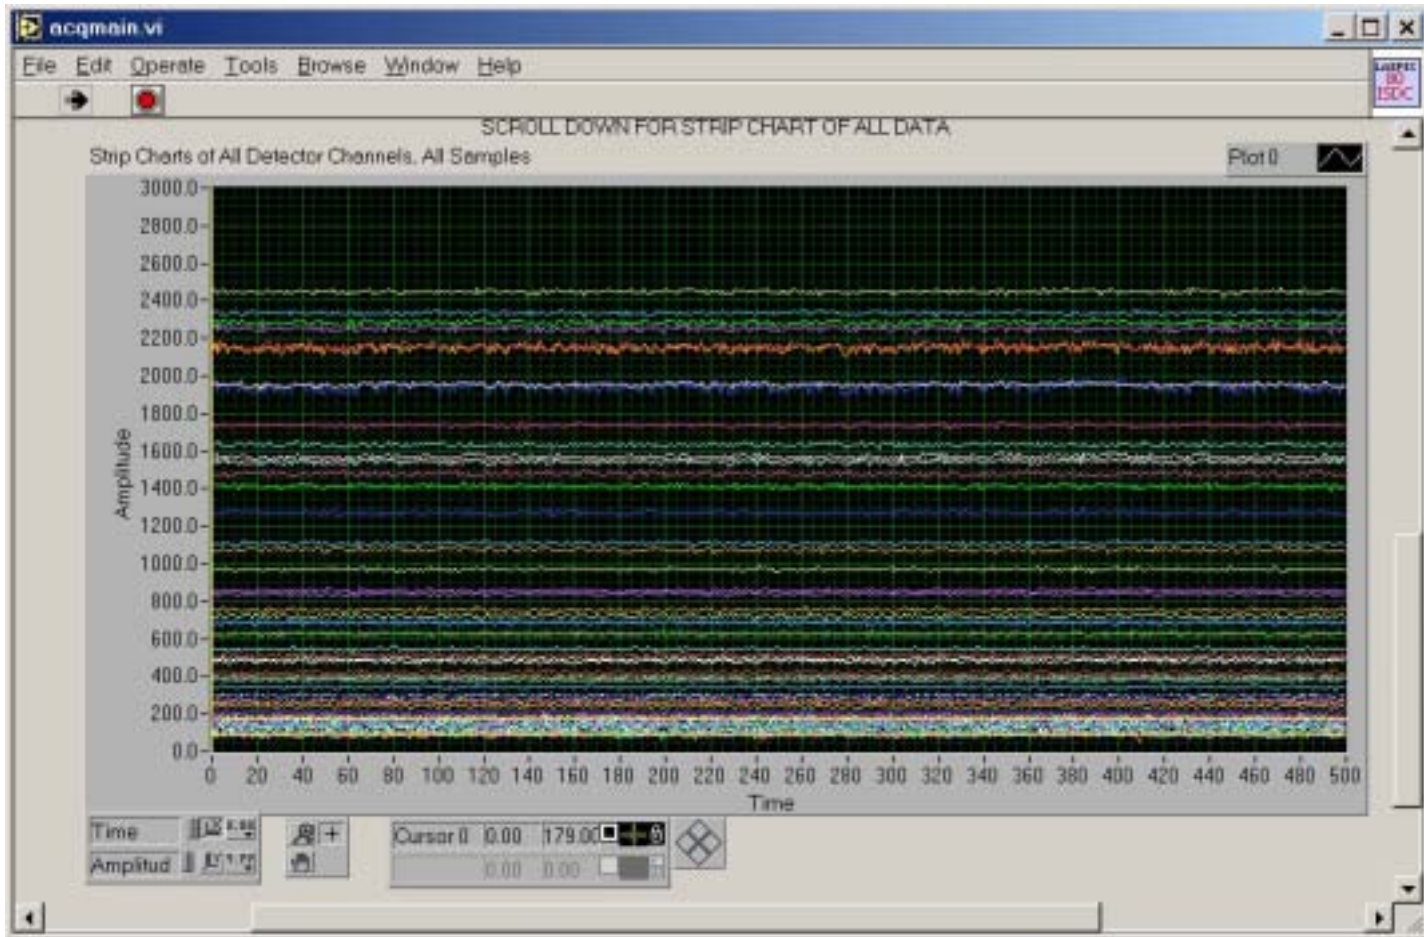 acqmain.vi
File Edit Operate Tools Browse Window Help
80
ISDC
SCROLL DOWN FOR STRIP CHART OF ALL DATA
Strip Charts of All Detector Channels, All Samples
Plot 0
3000.0
2800.0
2600.0
2400.0
2200.0
2000.0
1800.0
1600.0
1400.0
1200.0
1000.0
800.0
600.0
400.0
200.0
0.0
Amplitude
0 20 40 60 80 100 120 140 160 180 200 220 240 260 280 300 320 340 360 380 400 420 440 460 480 500
Time
Time
Amplitud
Cursor 0 0.00 179.00
0.00 0.00